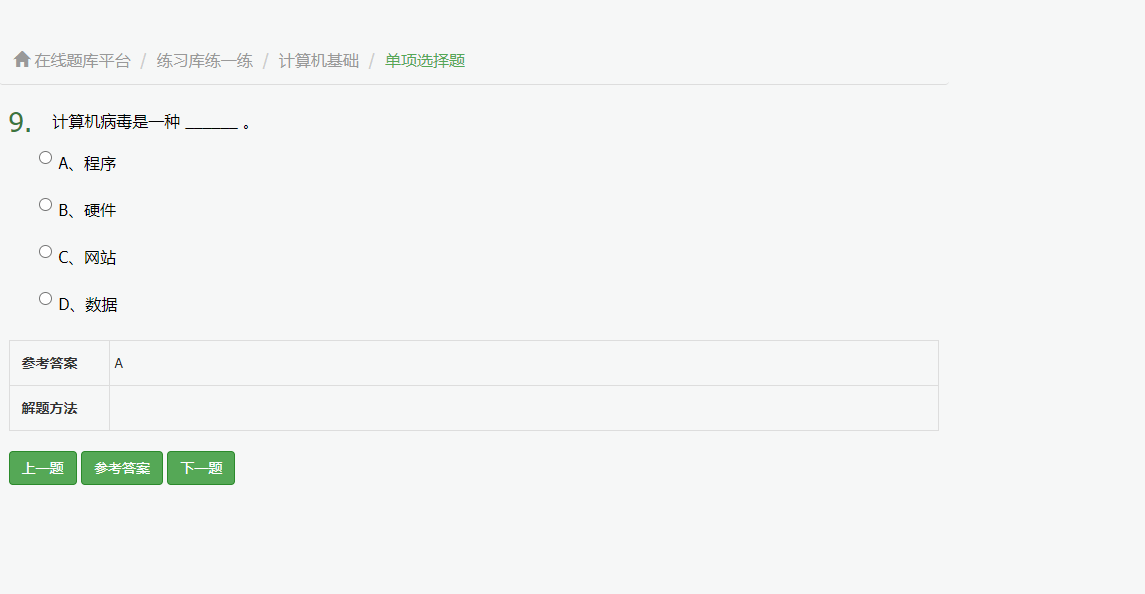 在线题库平台 / 练习库练一练 / 计算机基础 / 单项选择题
9. 计算机病毒是一种 ______ 。
A、程序
B、硬件
C、网站
D、数据
参考答案 A
解题方法
上一题 参考答案 下一题